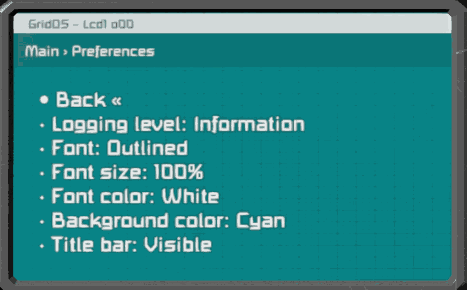 GridOS - Lcd1 a00
Main › Preferences
• Back «
· Logging level: Information
· Font: Outlined
· Font size: 100%
· Font color: White
· Background color: Cyan
· Title bar: Visible